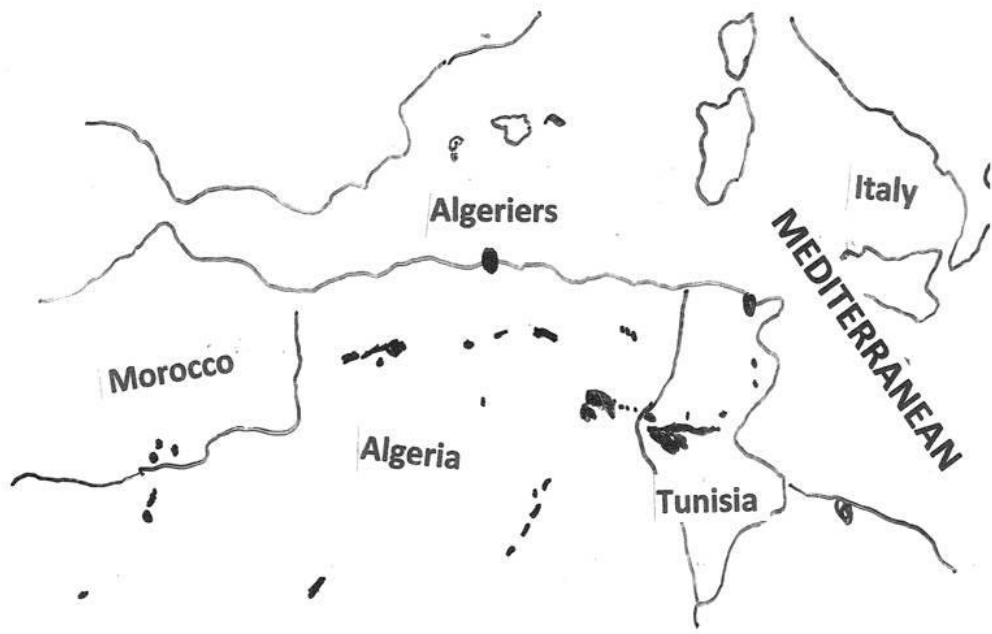 Algeriers
Italy
MEDITERRANEAN
Morocco
Algeria
Tunisia